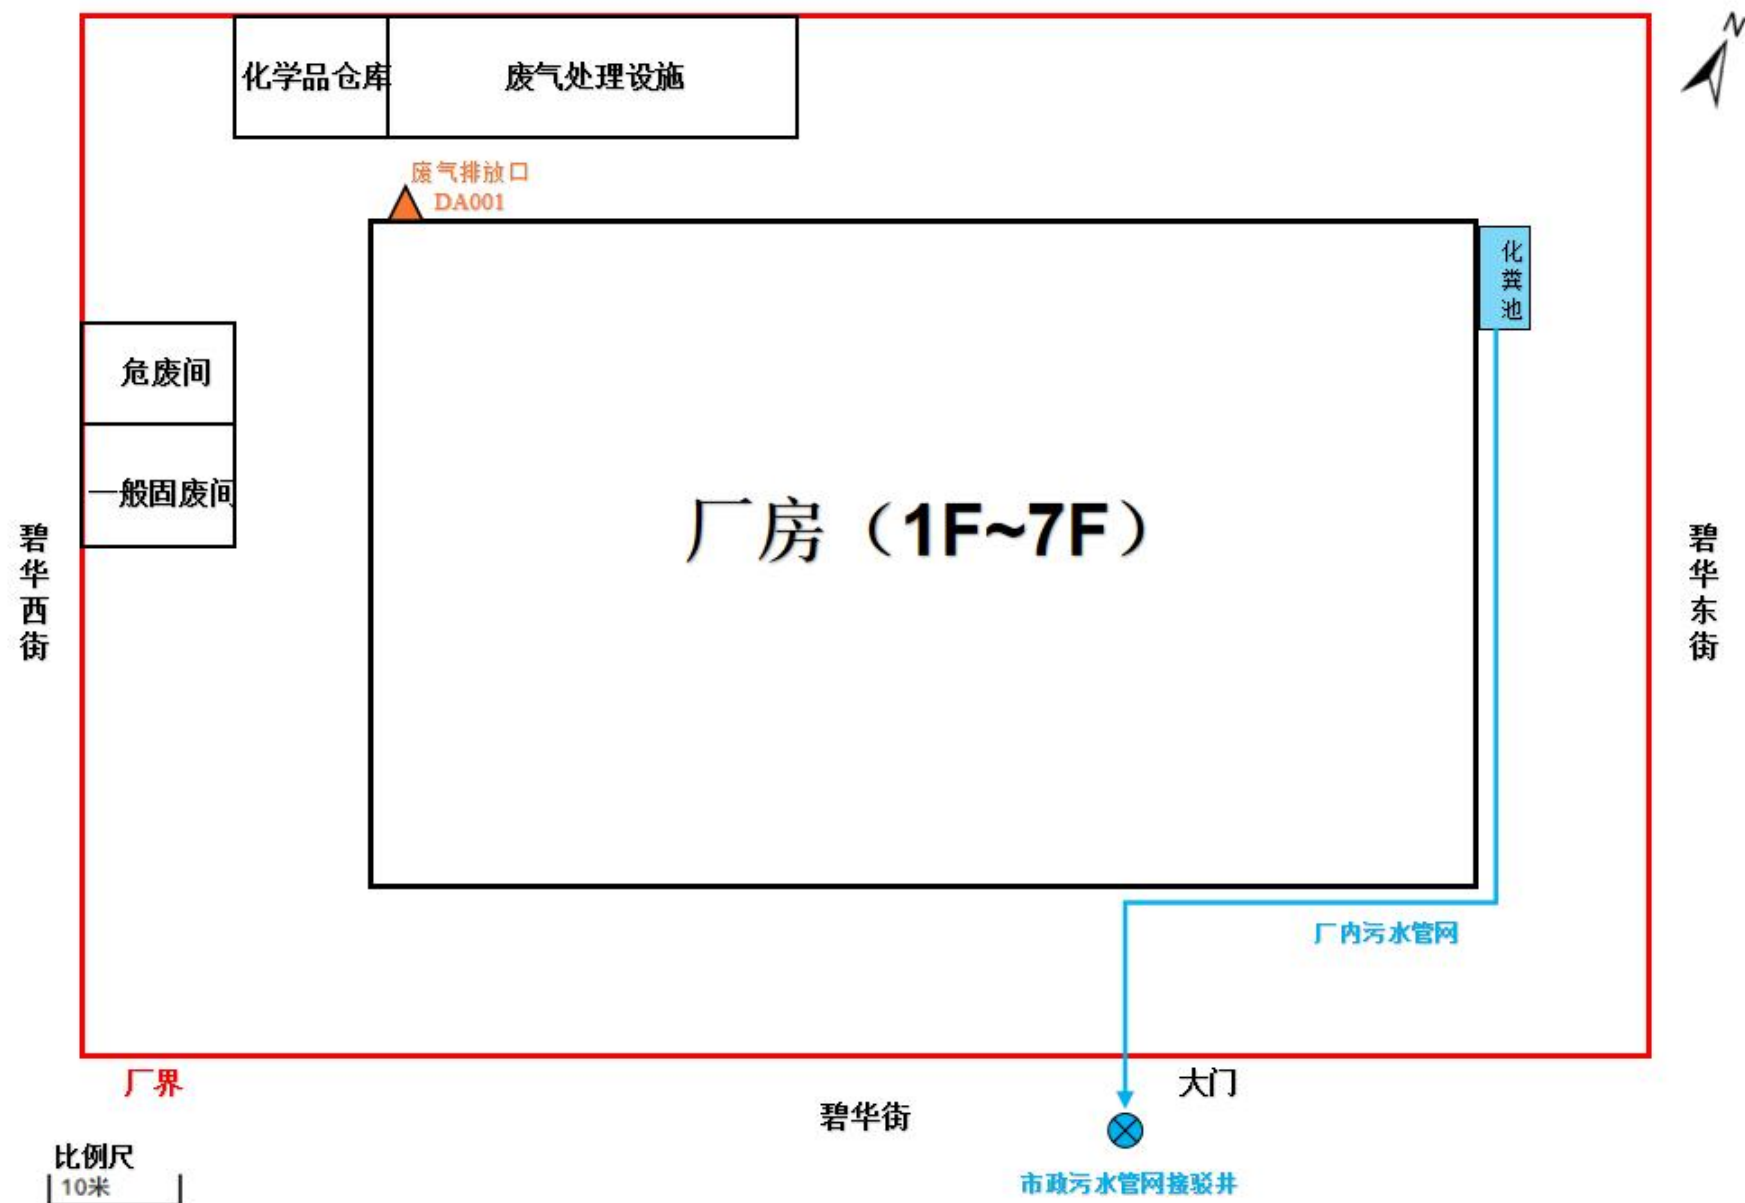 N
化学品仓库
废气处理设施
废气排放口
DA001
化粪池
危废间
一般固废间
厂房（1F~7F）
碧华西街
碧华东街
厂内污水管网
厂界
大门
碧华街
比例尺
10米
市政污水管网接驳井